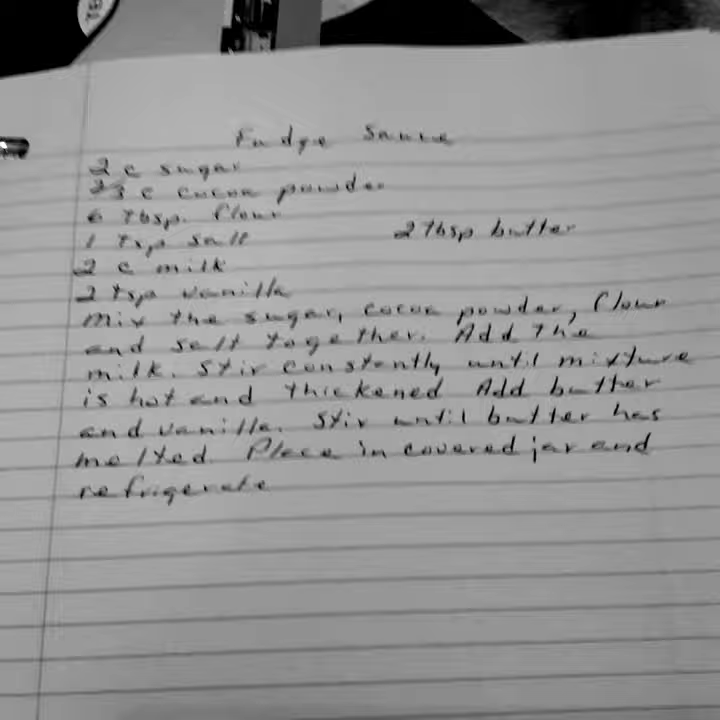 Fudge Sauce
2 c sugar
2/3 c cocoa powder
6 Tbsp. flour
1 tsp salt 2 tbsp butter
2 c milk
2 tsp vanilla
mix the sugar, cocoa powder, flour
and salt together. Add the
milk. Stir constantly until mixture
is hot and thickened Add butter
and vanilla. Stir until butter has
melted. Place in covered jar and
refrigerate